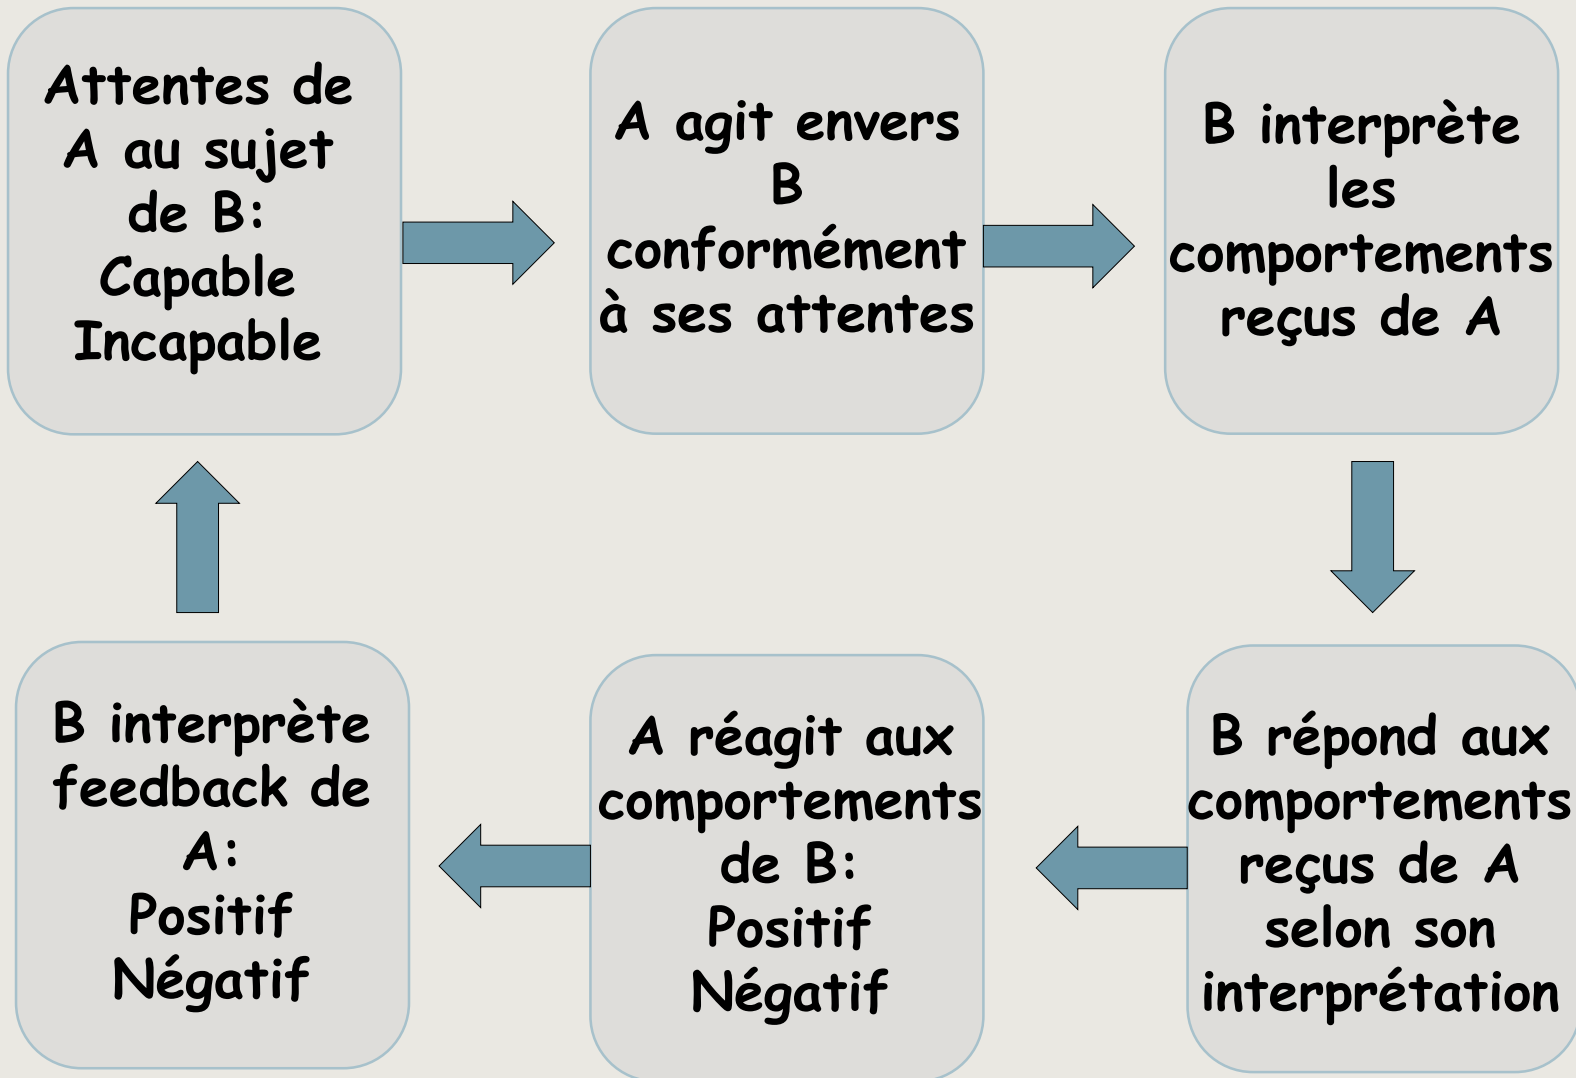 Attentes de
A au sujet
de B:
Capable
Incapable
A agit envers
B
conformément
à ses attentes
B interprète
les
comportements
reçus de A
B répond aux
comportements
reçus de A
selon son
interprétation
A réagit aux
comportements
de B:
Positif
Négatif
B interprète
feedback de
A:
Positif
Négatif